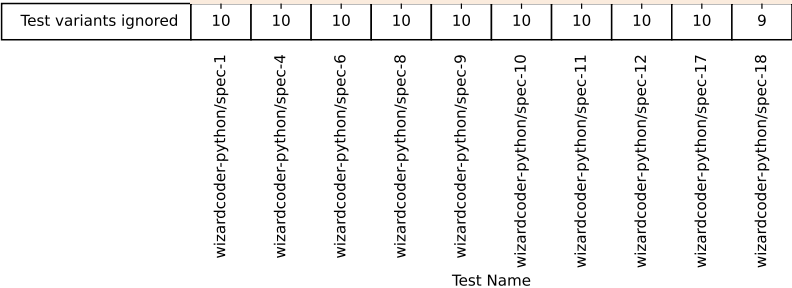 Test variants ignored 10 10 10 10 10 10 10 10 10 9
wizardcoder-python/spec-1
wizardcoder-python/spec-4
wizardcoder-python/spec-6
wizardcoder-python/spec-8
wizardcoder-python/spec-9
wizardcoder-python/spec-10
wizardcoder-python/spec-11
wizardcoder-python/spec-12
wizardcoder-python/spec-17
wizardcoder-python/spec-18
Test Name